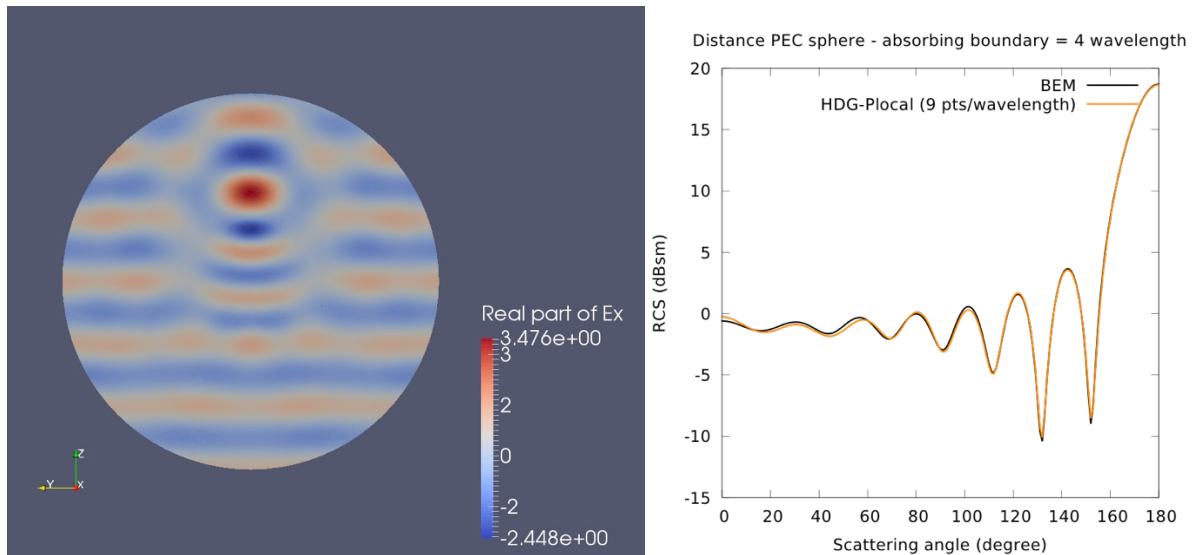 Real part of Ex
3.476e+00
3
2
0
-2
-2.448e+00
Z
Y
X
Distance PEC sphere - absorbing boundary = 4 wavelength
BEM
HDG-Plocal (9 pts/wavelength)
RCS (dBsm)
20
15
10
5
0
-5
-10
-15
0 20 40 60 80 100 120 140 160 180
Scattering angle (degree)